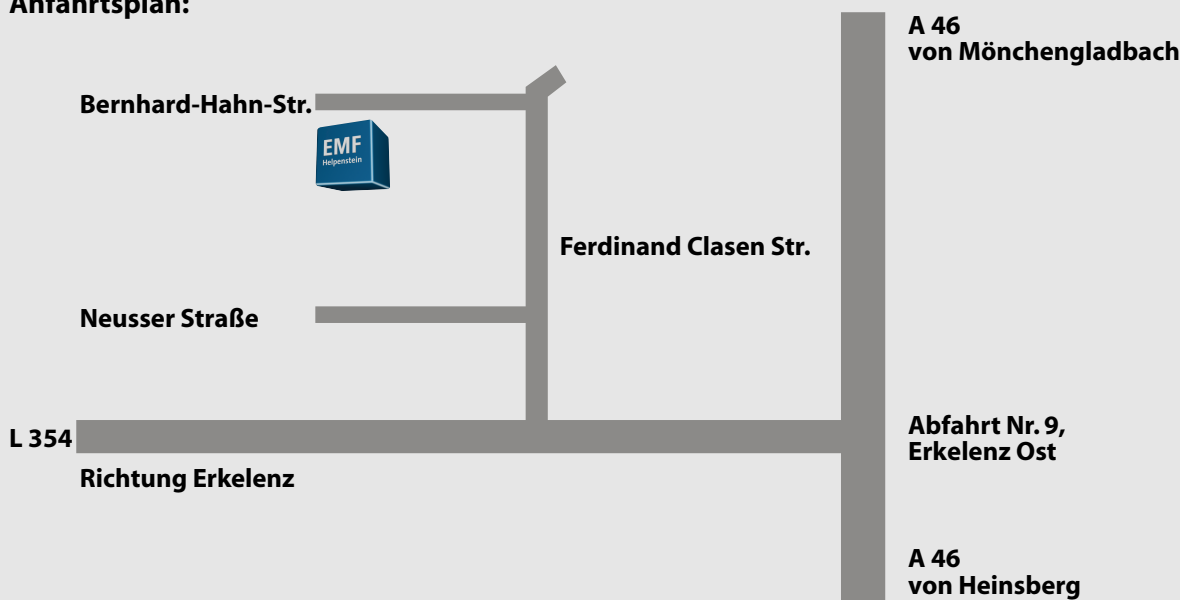 Anfahrtsplan:
A 46
von Mönchengladbach
Bernhard-Hahn-Str.
EMF
Helpenstein
Ferdinand Clasen Str.
Neusser Straße
L 354
Abfahrt Nr. 9,
Erkelenz Ost
Richtung Erkelenz
A 46
von Heinsberg